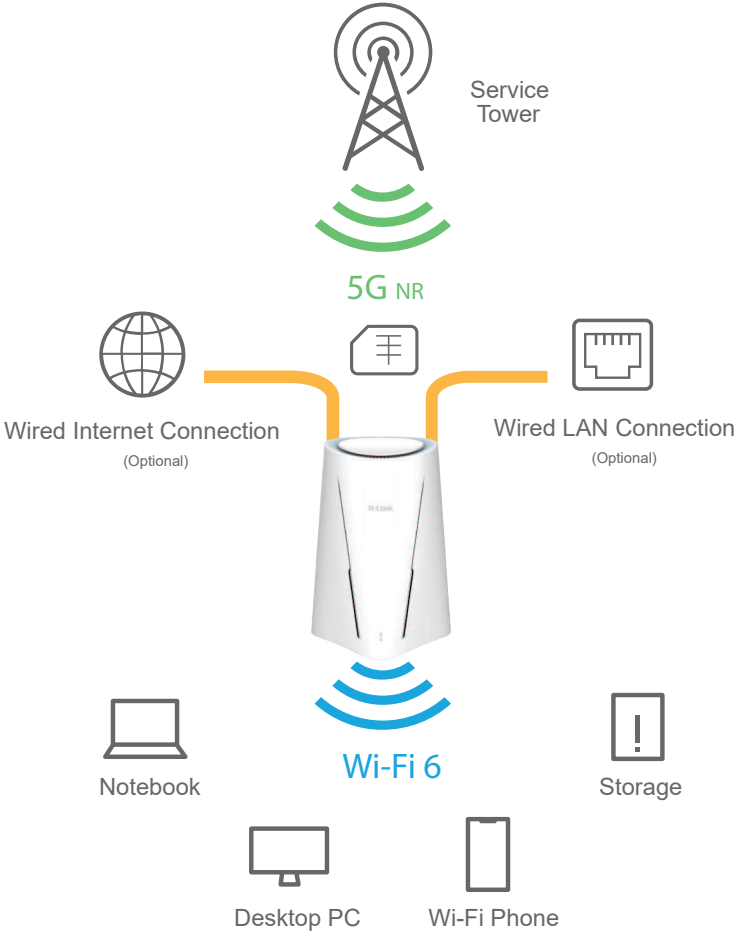 Service
Tower
5G NR
Wired Internet Connection
(Optional)
Wired LAN Connection
(Optional)
D-Link
Wi-Fi 6
Notebook
Storage
Desktop PC
Wi-Fi Phone